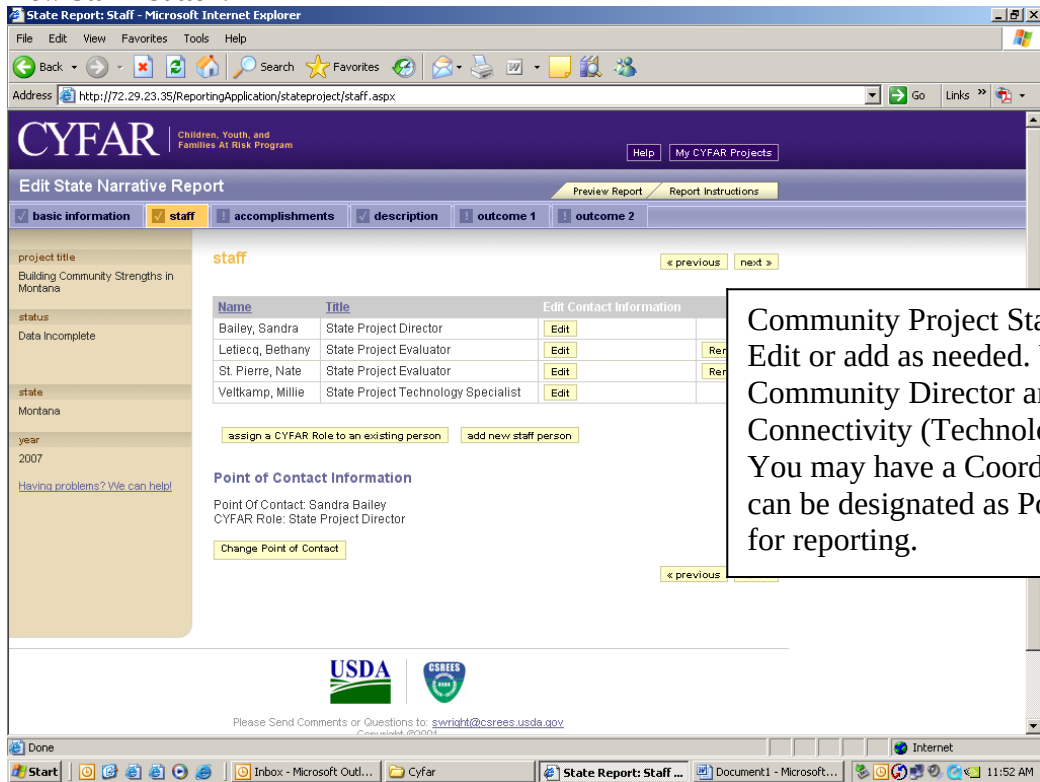 State Report: Staff - Microsoft Internet Explorer
File Edit View Favorites Tools Help
Back Search Favorites
Address http://72.29.23.35/ReportingApplication/stateproject/staff.aspx Go Links »
CYFAR Children, Youth, and
Families At Risk Program
Help My CYFAR Projects
Edit State Narrative Report
Preview Report Report Instructions
basic information staff ! accomplishments description ! outcome 1 ! outcome 2
project title
Building Community Strengths in
Montana
status
Data Incomplete
state
Montana
year
2007
Having problems? We can help!
staff
« previous next »
Name Title Edit Contact Information
Bailey, Sandra State Project Director Edit
Letiecq, Bethany State Project Evaluator Edit
St. Pierre, Nate State Project Evaluator Edit
Veltkamp, Millie State Project Technology Specialist Edit
assign a CYFAR Role to an existing person add new staff person
Point of Contact Information
Point Of Contact: Sandra Bailey
CYFAR Role: State Project Director
Change Point of Contact
« previous
Community Project Sta
Edit or add as needed.
Community Director a
Connectivity (Technol
You may have a Coord
can be designated as Po
for reporting.
USDA CSREES
Please Send Comments or Questions to: swright@csrees.usda.gov
Copyright ©2001
Done Internet
Start Inbox - Microsoft Outl... Cyfar State Report: Staff ... Document1 - Microsoft... 11:52 AM